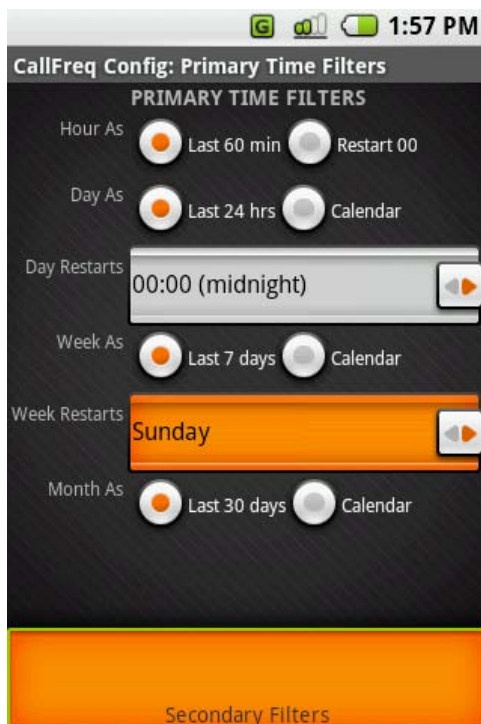 G 1:57 PM
CallFreq Config: Primary Time Filters
PRIMARY TIME FILTERS
Hour As Last 60 min Restart 00
Day As Last 24 hrs Calendar
Day Restarts 00:00 (midnight)
Week As Last 7 days Calendar
Week Restarts Sunday
Month As Last 30 days Calendar
Secondary Filters